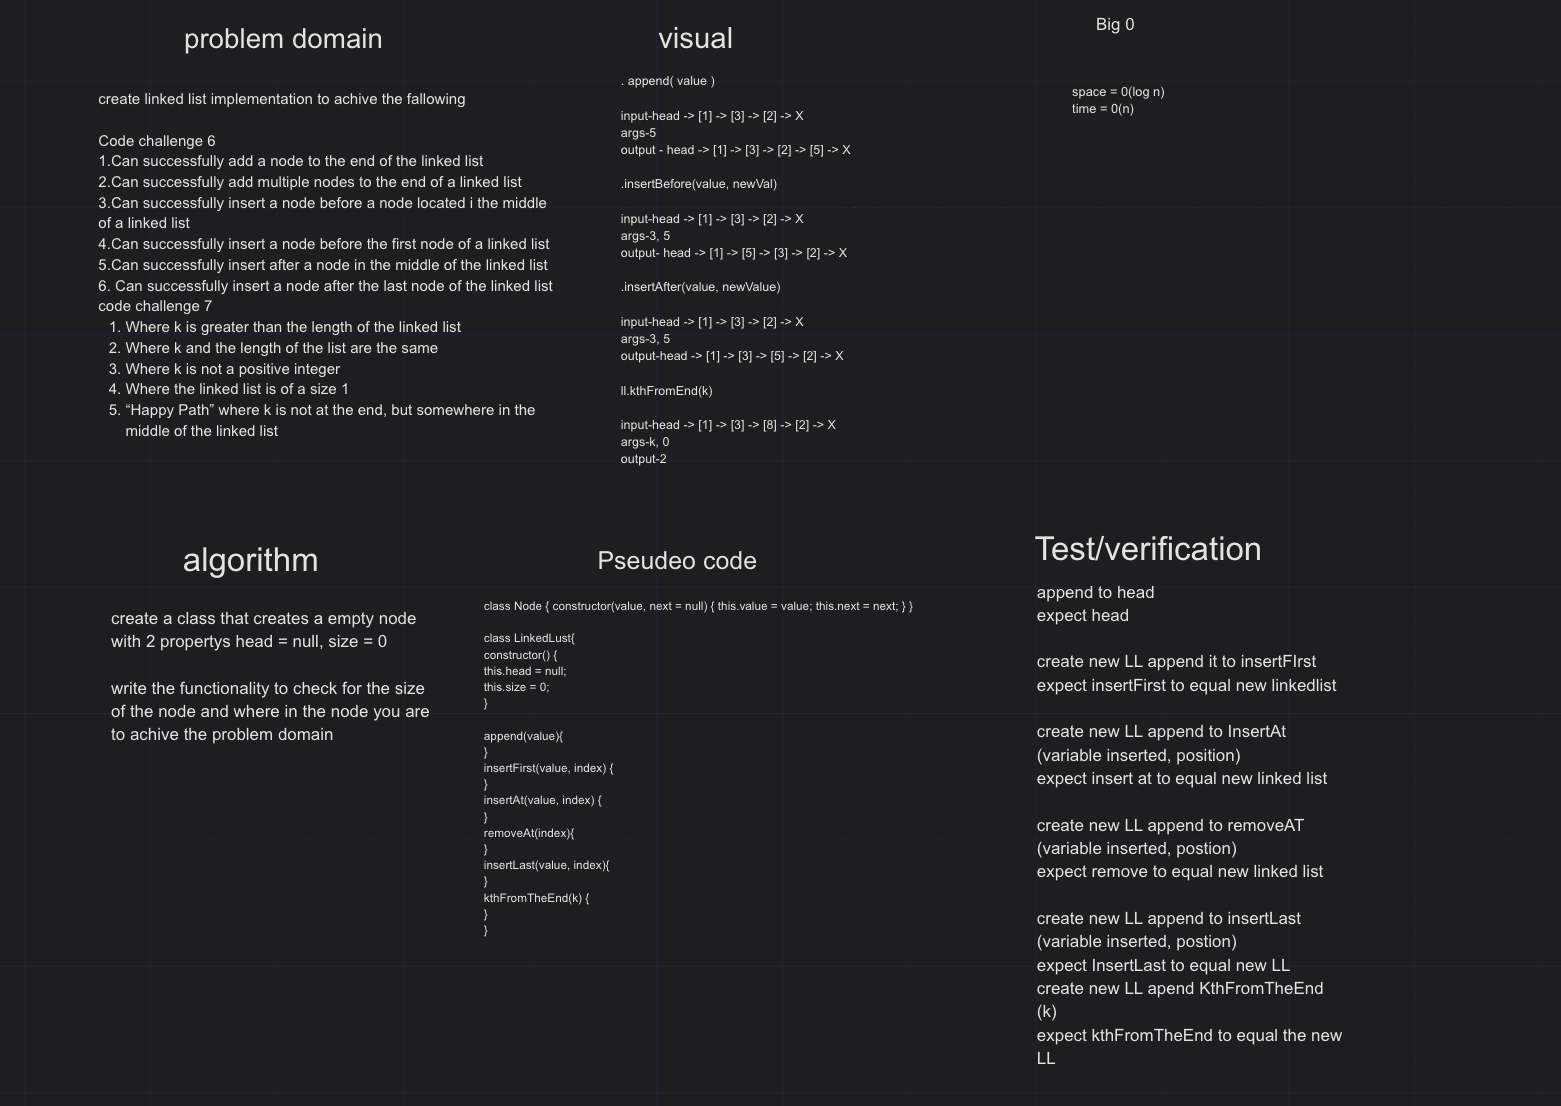 problem domain
create linked list implementation to achive the fallowing
Code challenge 6
1.Can successfully add a node to the end of the linked list
2.Can successfully add multiple nodes to the end of a linked list
3.Can successfully insert a node before a node located i the middle
of a linked list
4.Can successfully insert a node before the first node of a linked list
5.Can successfully insert after a node in the middle of the linked list
6. Can successfully insert a node after the last node of the linked list
code challenge 7
1. Where k is greater than the length of the linked list
2. Where k and the length of the list are the same
3. Where k is not a positive integer
4. Where the linked list is of a size 1
5. “Happy Path” where k is not at the end, but somewhere in the
middle of the linked list
visual
. append( value )
input-head -> [1] -> [3] -> [2] -> X
args-5
output - head -> [1] -> [3] -> [2] -> [5] -> X
.insertBefore(value, newVal)
input-head -> [1] -> [3] -> [2] -> X
args-3, 5
output- head -> [1] -> [5] -> [3] -> [2] -> X
.insertAfter(value, newValue)
input-head -> [1] -> [3] -> [2] -> X
args-3, 5
output-head -> [1] -> [3] -> [5] -> [2] -> X
ll.kthFromEnd(k)
input-head -> [1] -> [3] -> [8] -> [2] -> X
args-k, 0
output-2
Big 0
space = 0(log n)
time = 0(n)
algorithm
create a class that creates a empty node
with 2 propertys head = null, size = 0
write the functionality to check for the size
of the node and where in the node you are
to achive the problem domain
Pseudeo code
class Node { constructor(value, next = null) { this.value = value; this.next = next; } }
class LinkedLust{
constructor() {
this.head = null;
this.size = 0;
}
append(value){
}
insertFirst(value, index) {
}
insertAt(value, index) {
}
removeAt(index){
}
insertLast(value, index){
}
kthFromTheEnd(k) {
}
}
Test/verification
append to head
expect head
create new LL append it to insertFIrst
expect insertFirst to equal new linkedlist
create new LL append to InsertAt
(variable inserted, position)
expect insert at to equal new linked list
create new LL append to removeAT
(variable inserted, postion)
expect remove to equal new linked list
create new LL append to insertLast
(variable inserted, postion)
expect InsertLast to equal new LL
create new LL apend KthFromTheEnd
(k)
expect kthFromTheEnd to equal the new
LL